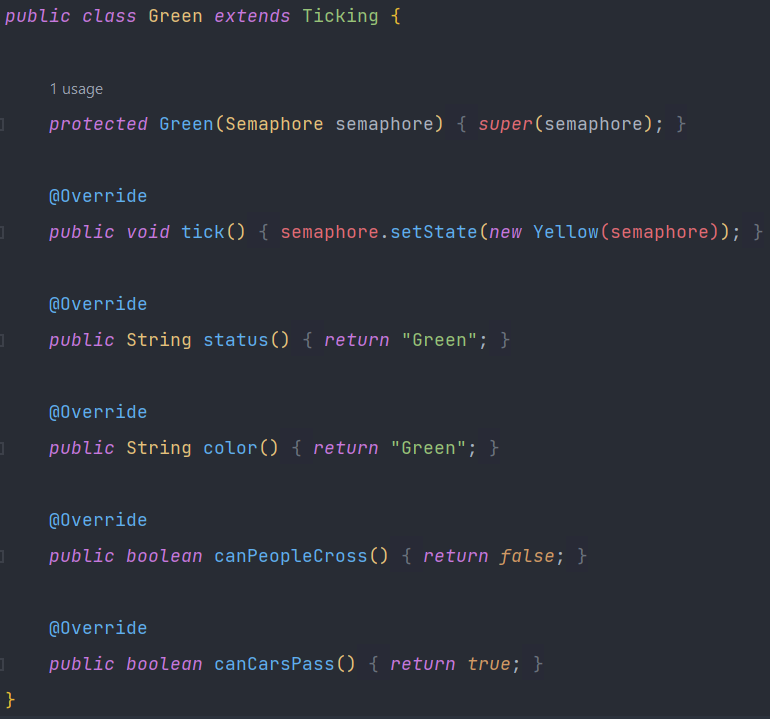 public class Green extends Ticking {
1 usage
protected Green(Semaphore semaphore) { super(semaphore); }
@Override
public void tick() { semaphore.setState(new Yellow(semaphore)); }
@Override
public String status() { return "Green"; }
@Override
public String color() { return "Green"; }
@Override
public boolean canPeopleCross() { return false; }
@Override
public boolean canCarsPass() { return true; }
}